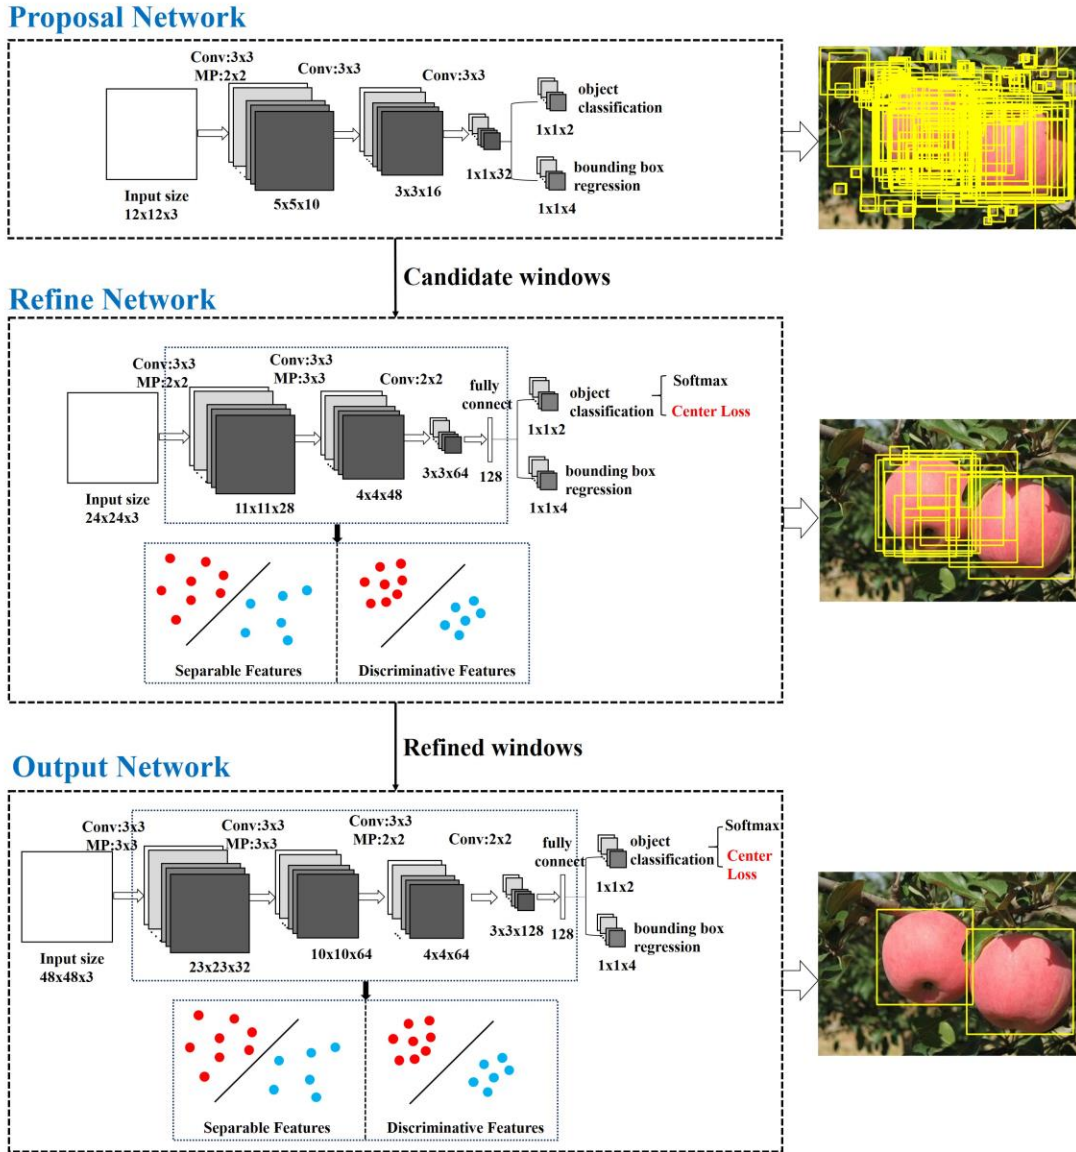 Proposal Network
Conv:3x3
MP:2x2
Conv:3x3
Conv:3x3
object
classification
1x1x2
bounding box
regression
1x1x4
Input size
12x12x3
5x5x10
3x3x16
1x1x32
Candidate windows
Refine Network
Conv:3x3
MP:2x2
Conv:3x3
MP:3x3
Conv:2x2
fully
connect
object
classification
Softmax
Center Loss
1x1x2
bounding box
regression
1x1x4
Input size
24x24x3
11x11x28
4x4x48
3x3x64
128
Separable Features
Discriminative Features
Refined windows
Output Network
Conv:3x3
MP:3x3
Conv:3x3
MP:3x3
Conv:3x3
MP:2x2
Conv:2x2
fully
connect
object
classification
Softmax
Center
Loss
1x1x2
bounding box
regression
1x1x4
Input size
48x48x3
23x23x32
10x10x64
4x4x64
3x3x128
128
Separable Features
Discriminative Features